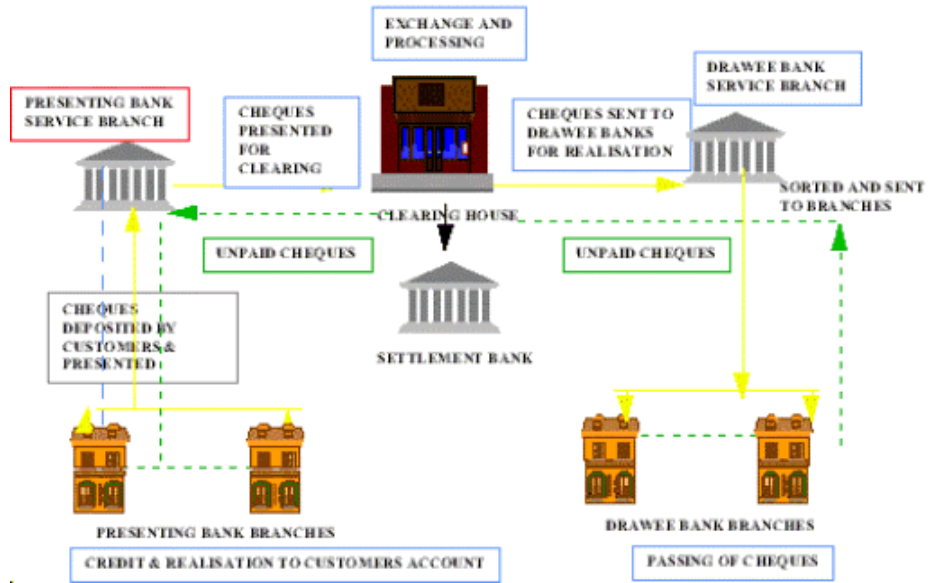 EXCHANGE AND
PROCESSING
DRAWEE BANK
SERVICE BRANCH
PRESENTING BANK
SERVICE BRANCH
CHEQUES
PRESENTED
FOR
CLEARING
CHEQUES SENT TO
DRAWEE BANKS
FOR REALISATION
SORTED AND SENT
TO BRANCHES
CLEARING HOUSE
UNPAID CHEQUES
UNPAID CHEQUES
CHEQUES
DEPOSITED BY
CUSTOMERS &
PRESENTED
SETTLEMENT BANK
PRESENTING BANK BRANCHES
DRAWEE BANK BRANCHES
CREDIT & REALISATION TO CUSTOMERS ACCOUNT
PASSING OF CHEQUES